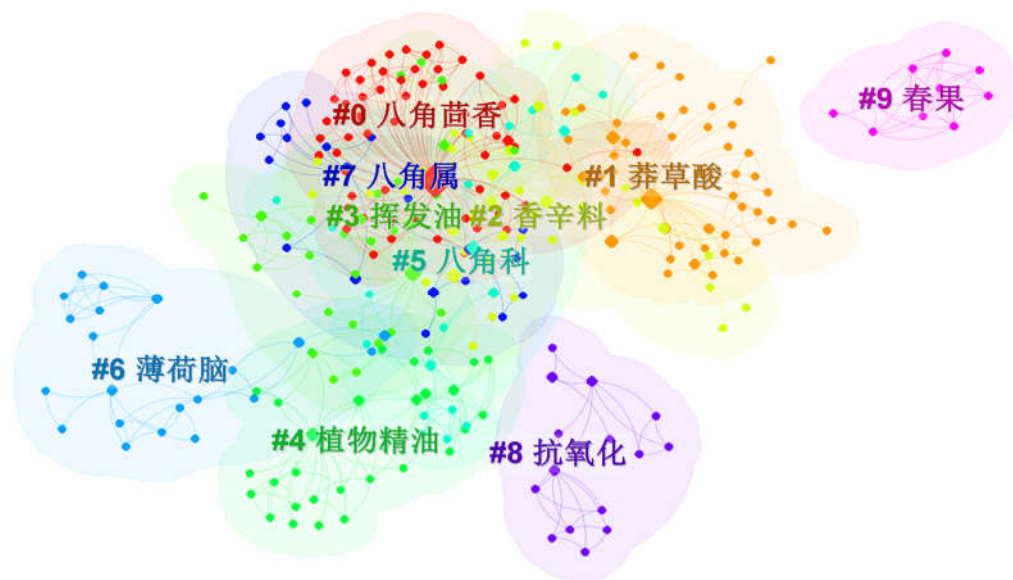 #0 八角茴香
#9 春果
#7 八角属
#1 莽草酸
#3 挥发油
#2 香辛料
#5 八角科
#6 薄荷脑
#4 植物精油
#8 抗氧化